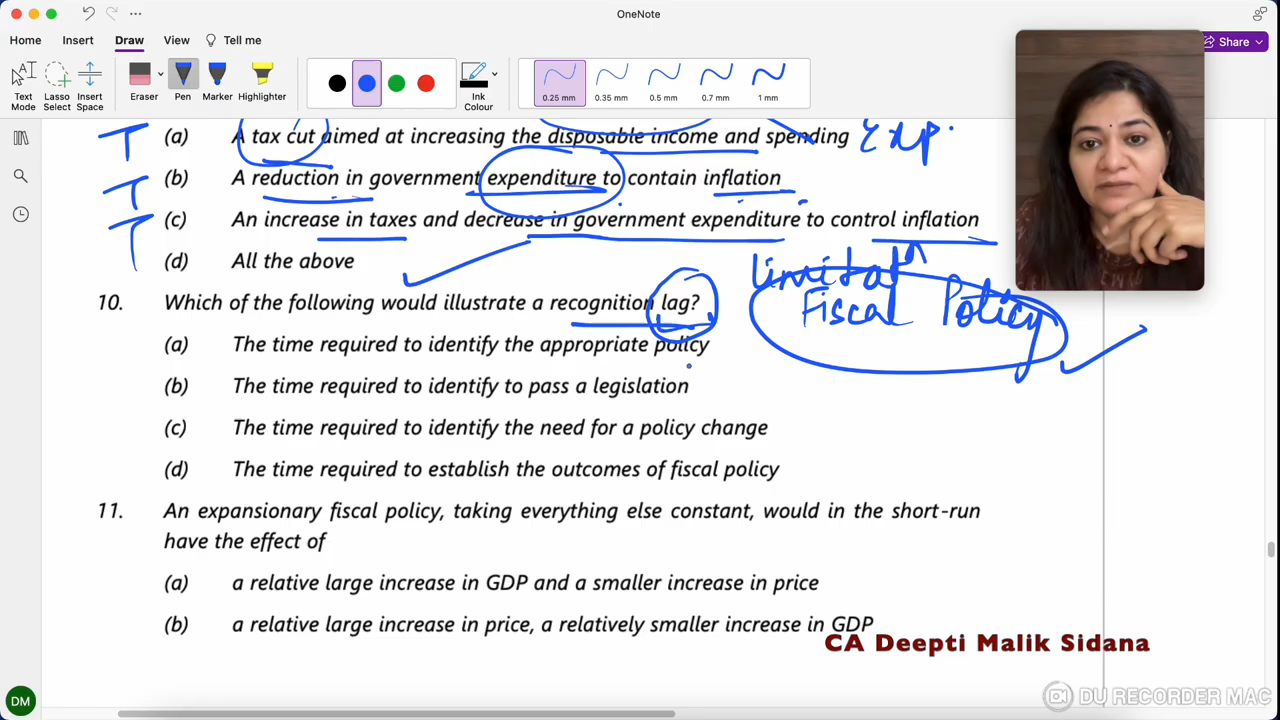 OneNote
Home Insert Draw View Tell me Share
Text Mode Lasso Select Insert Space Eraser Pen Marker Highlighter Ink Colour 0.25 mm 0.35 mm 0.5 mm 0.7 mm 1 mm
T (a) A tax cut aimed at increasing the disposable income and spending Exp.
T (b) A reduction in government expenditure to contain inflation
T (c) An increase in taxes and decrease in government expenditure to control inflation
(d) All the above
10. Which of the following would illustrate a recognition lag?
Fiscal Policy
(a) The time required to identify the appropriate policy
(b) The time required to identify to pass a legislation
(c) The time required to identify the need for a policy change
(d) The time required to establish the outcomes of fiscal policy
11. An expansionary fiscal policy, taking everything else constant, would in the short-run
have the effect of
(a) a relative large increase in GDP and a smaller increase in price
(b) a relative large increase in price, a relatively smaller increase in GDP
CA Deepti Malik Sidana
DM
DU RECORDER MAC